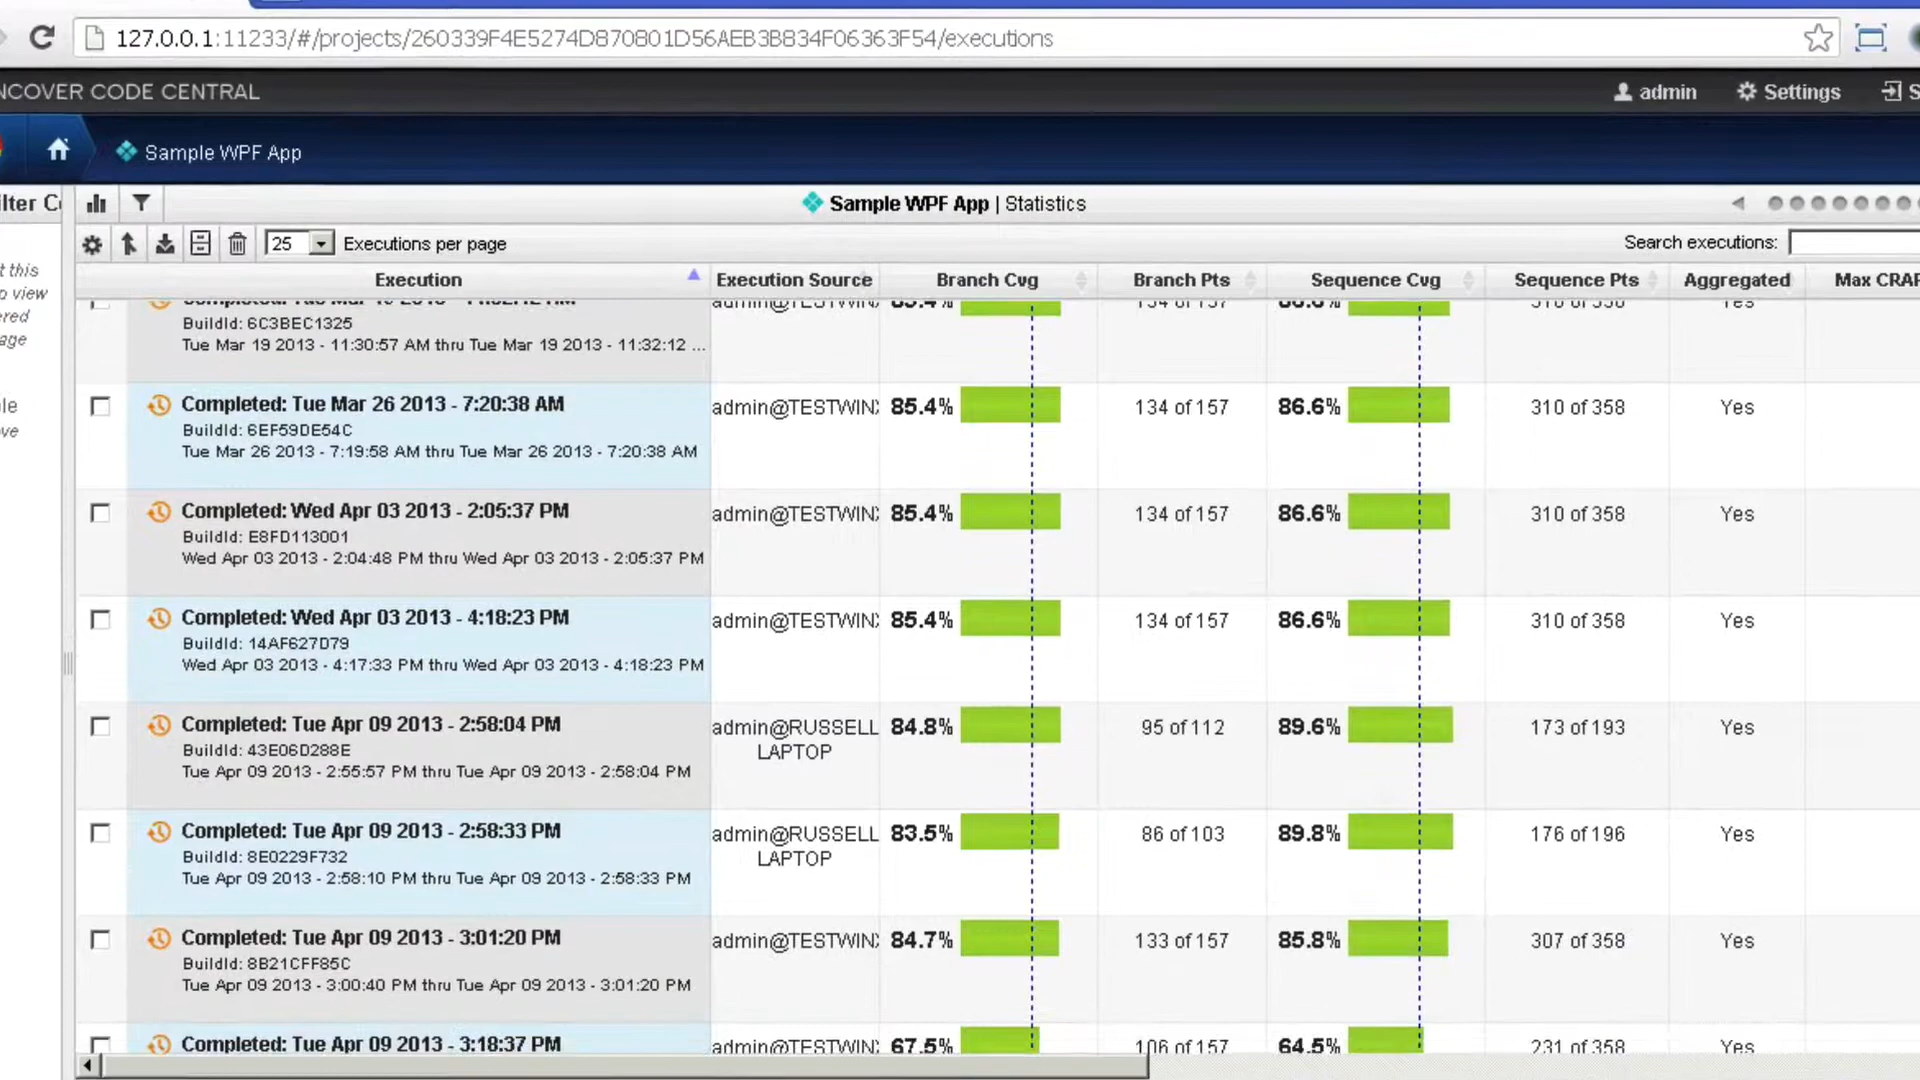 127.0.0.1:11233/#/projects/260339F4E5274D870801D56AEB3B834F06363F54/executions
NCOVER CODE CENTRAL
admin
Settings
Sample WPF App
Sample WPF App | Statistics
25
Executions per page
Search executions:
Execution
Execution Source
Branch Cvg
Branch Pts
Sequence Cvg
Sequence Pts
Aggregated
Max CRAP
t this
view
age
BuildId: 6C3BEC1325
Tue Mar 19 2013 - 11:30:57 AM thru Tue Mar 19 2013 - 11:32:12 ...
Completed: Tue Mar 26 2013 - 7:20:38 AM
BuildId: 6EF59DE54C
Tue Mar 26 2013 - 7:19:58 AM thru Tue Mar 26 2013 - 7:20:38 AM
admin@TESTWIN
85.4%
134 of 157
86.6%
310 of 358
Yes
Completed: Wed Apr 03 2013 - 2:05:37 PM
BuildId: E8FD113001
Wed Apr 03 2013 - 2:04:48 PM thru Wed Apr 03 2013 - 2:05:37 PM
admin@TESTWIN
85.4%
134 of 157
86.6%
310 of 358
Yes
Completed: Wed Apr 03 2013 - 4:18:23 PM
BuildId: 14AF627D79
Wed Apr 03 2013 - 4:17:33 PM thru Wed Apr 03 2013 - 4:18:23 PM
admin@TESTWIN
85.4%
134 of 157
86.6%
310 of 358
Yes
Completed: Tue Apr 09 2013 - 2:58:04 PM
BuildId: 43E06D288E
Tue Apr 09 2013 - 2:55:57 PM thru Tue Apr 09 2013 - 2:58:04 PM
admin@RUSSELL
LAPTOP
84.8%
95 of 112
89.6%
173 of 193
Yes
Completed: Tue Apr 09 2013 - 2:58:33 PM
BuildId: 8E0229F732
Tue Apr 09 2013 - 2:58:10 PM thru Tue Apr 09 2013 - 2:58:33 PM
admin@RUSSELL
LAPTOP
83.5%
86 of 103
89.8%
176 of 196
Yes
Completed: Tue Apr 09 2013 - 3:01:20 PM
BuildId: 8B21CFF85C
Tue Apr 09 2013 - 3:00:40 PM thru Tue Apr 09 2013 - 3:01:20 PM
admin@TESTWIN
84.7%
133 of 157
85.8%
307 of 358
Yes
Completed: Tue Apr 09 2013 - 3:18:37 PM
admin@TESTWIN
67.5%
106 of 157
64.5%
231 of 358
Yes